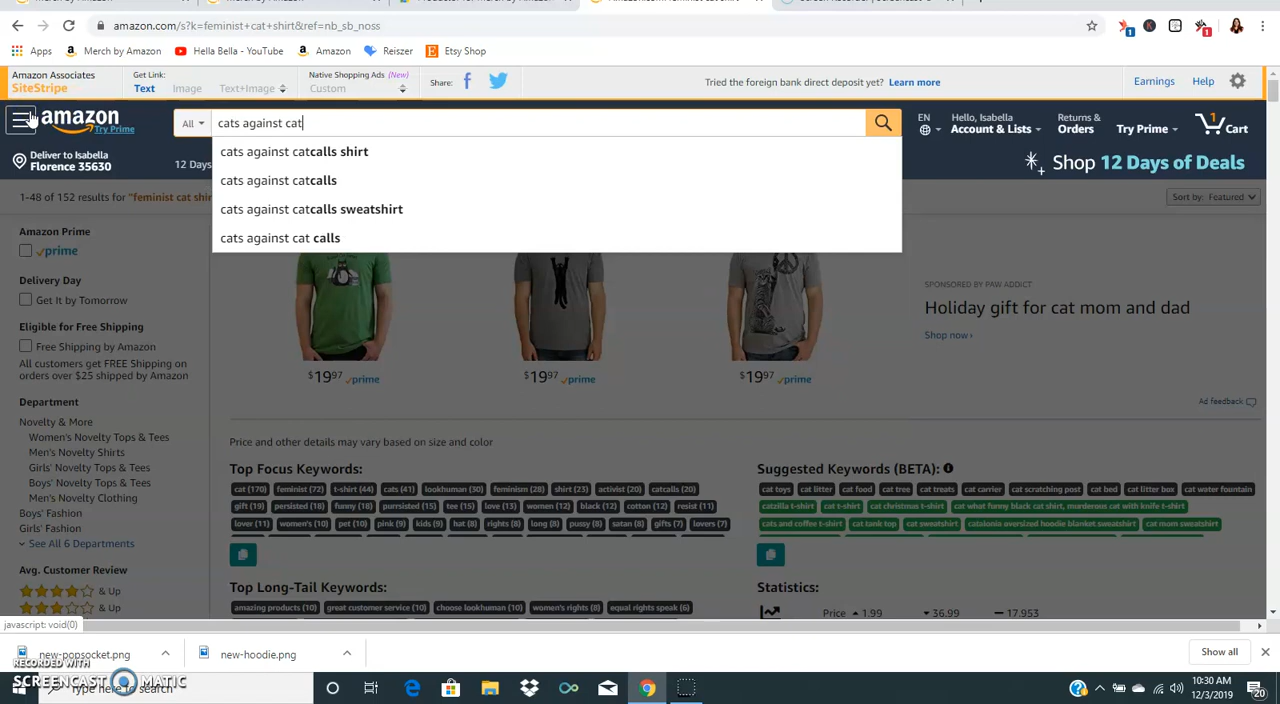 amazon.com/s?k=feminist+cat+shirt&ref=nb_sb_noss
Apps Merch by Amazon Hella Bella - YouTube Amazon Reiszer Etsy Shop
Amazon Associates
SiteStripe
Get Link:
Text Image Text+Image
Native Shopping Ads (New)
Custom
Share:
Tried the foreign bank direct deposit yet? Learn more
Earnings Help
amazon
Try Prime
All
cats against cat
EN
Hello, Isabella
Account & Lists
Returns &
Orders
Try Prime
1
Cart
Deliver to Isabella
Florence 35630
12 Days
Shop 12 Days of Deals
cats against catcalls shirt
cats against catcalls
cats against catcalls sweatshirt
cats against cat calls
1-48 of 152 results for "feminist cat shir
Sort by: Featured
Amazon Prime
prime
Delivery Day
Get It by Tomorrow
Eligible for Free Shipping
Free Shipping by Amazon
All customers get FREE Shipping on
orders over $25 shipped by Amazon
Department
Novelty & More
Women's Novelty Tops & Tees
Men's Novelty Shirts
Girls' Novelty Tops & Tees
Boys' Novelty Tops & Tees
Men's Novelty Clothing
Boys' Fashion
Girls' Fashion
See All 6 Departments
Avg. Customer Review
& Up
& Up
$19.97 prime
$19.97 prime
$19.97 prime
SPONSORED BY PAW ADDICT
Holiday gift for cat mom and dad
Shop now›
Ad feedback
Price and other details may vary based on size and color
Top Focus Keywords:
cat (170) feminist (72) t-shirt (44) cats (41) lookhuman (30) feminism (28) shirt (23) activist (20) catcalls (20)
gift (19) persisted (18) funny (18) purrsisted (15) tee (15) love (13) women (12) black (12) cotton (12) resist (11)
lover (11) women's (10) pet (10) pink (9) kids (9) hat (8) rights (8) long (8) pussy (8) satan (8) gifts (7) lovers (7)
Suggested Keywords (BETA):
cat toys cat litter cat food cat tree cat treats cat carrier cat scratching post cat bed cat litter box cat water fountain
catzilla t-shirt cat t-shirt cat christmas t-shirt cat what funny black cat shirt, murderous cat with knife t-shirt
cats and coffee t-shirt cat tank top cat sweatshirt catalonia oversized hoodie blanket sweatshirt cat mom sweatshirt
Top Long-Tail Keywords:
amazing products (10) great customer service (10) choose lookhuman (10) women's rights (8) equal rights speak (6)
Statistics:
Price 1.99 36.99 17.953
javascript: void(0)
new-popsocket.png
new-hoodie.png
Show all
RECORDED WITH
SCREENCAST MATIC
Type here to search
10:30 AM
12/3/2019
20